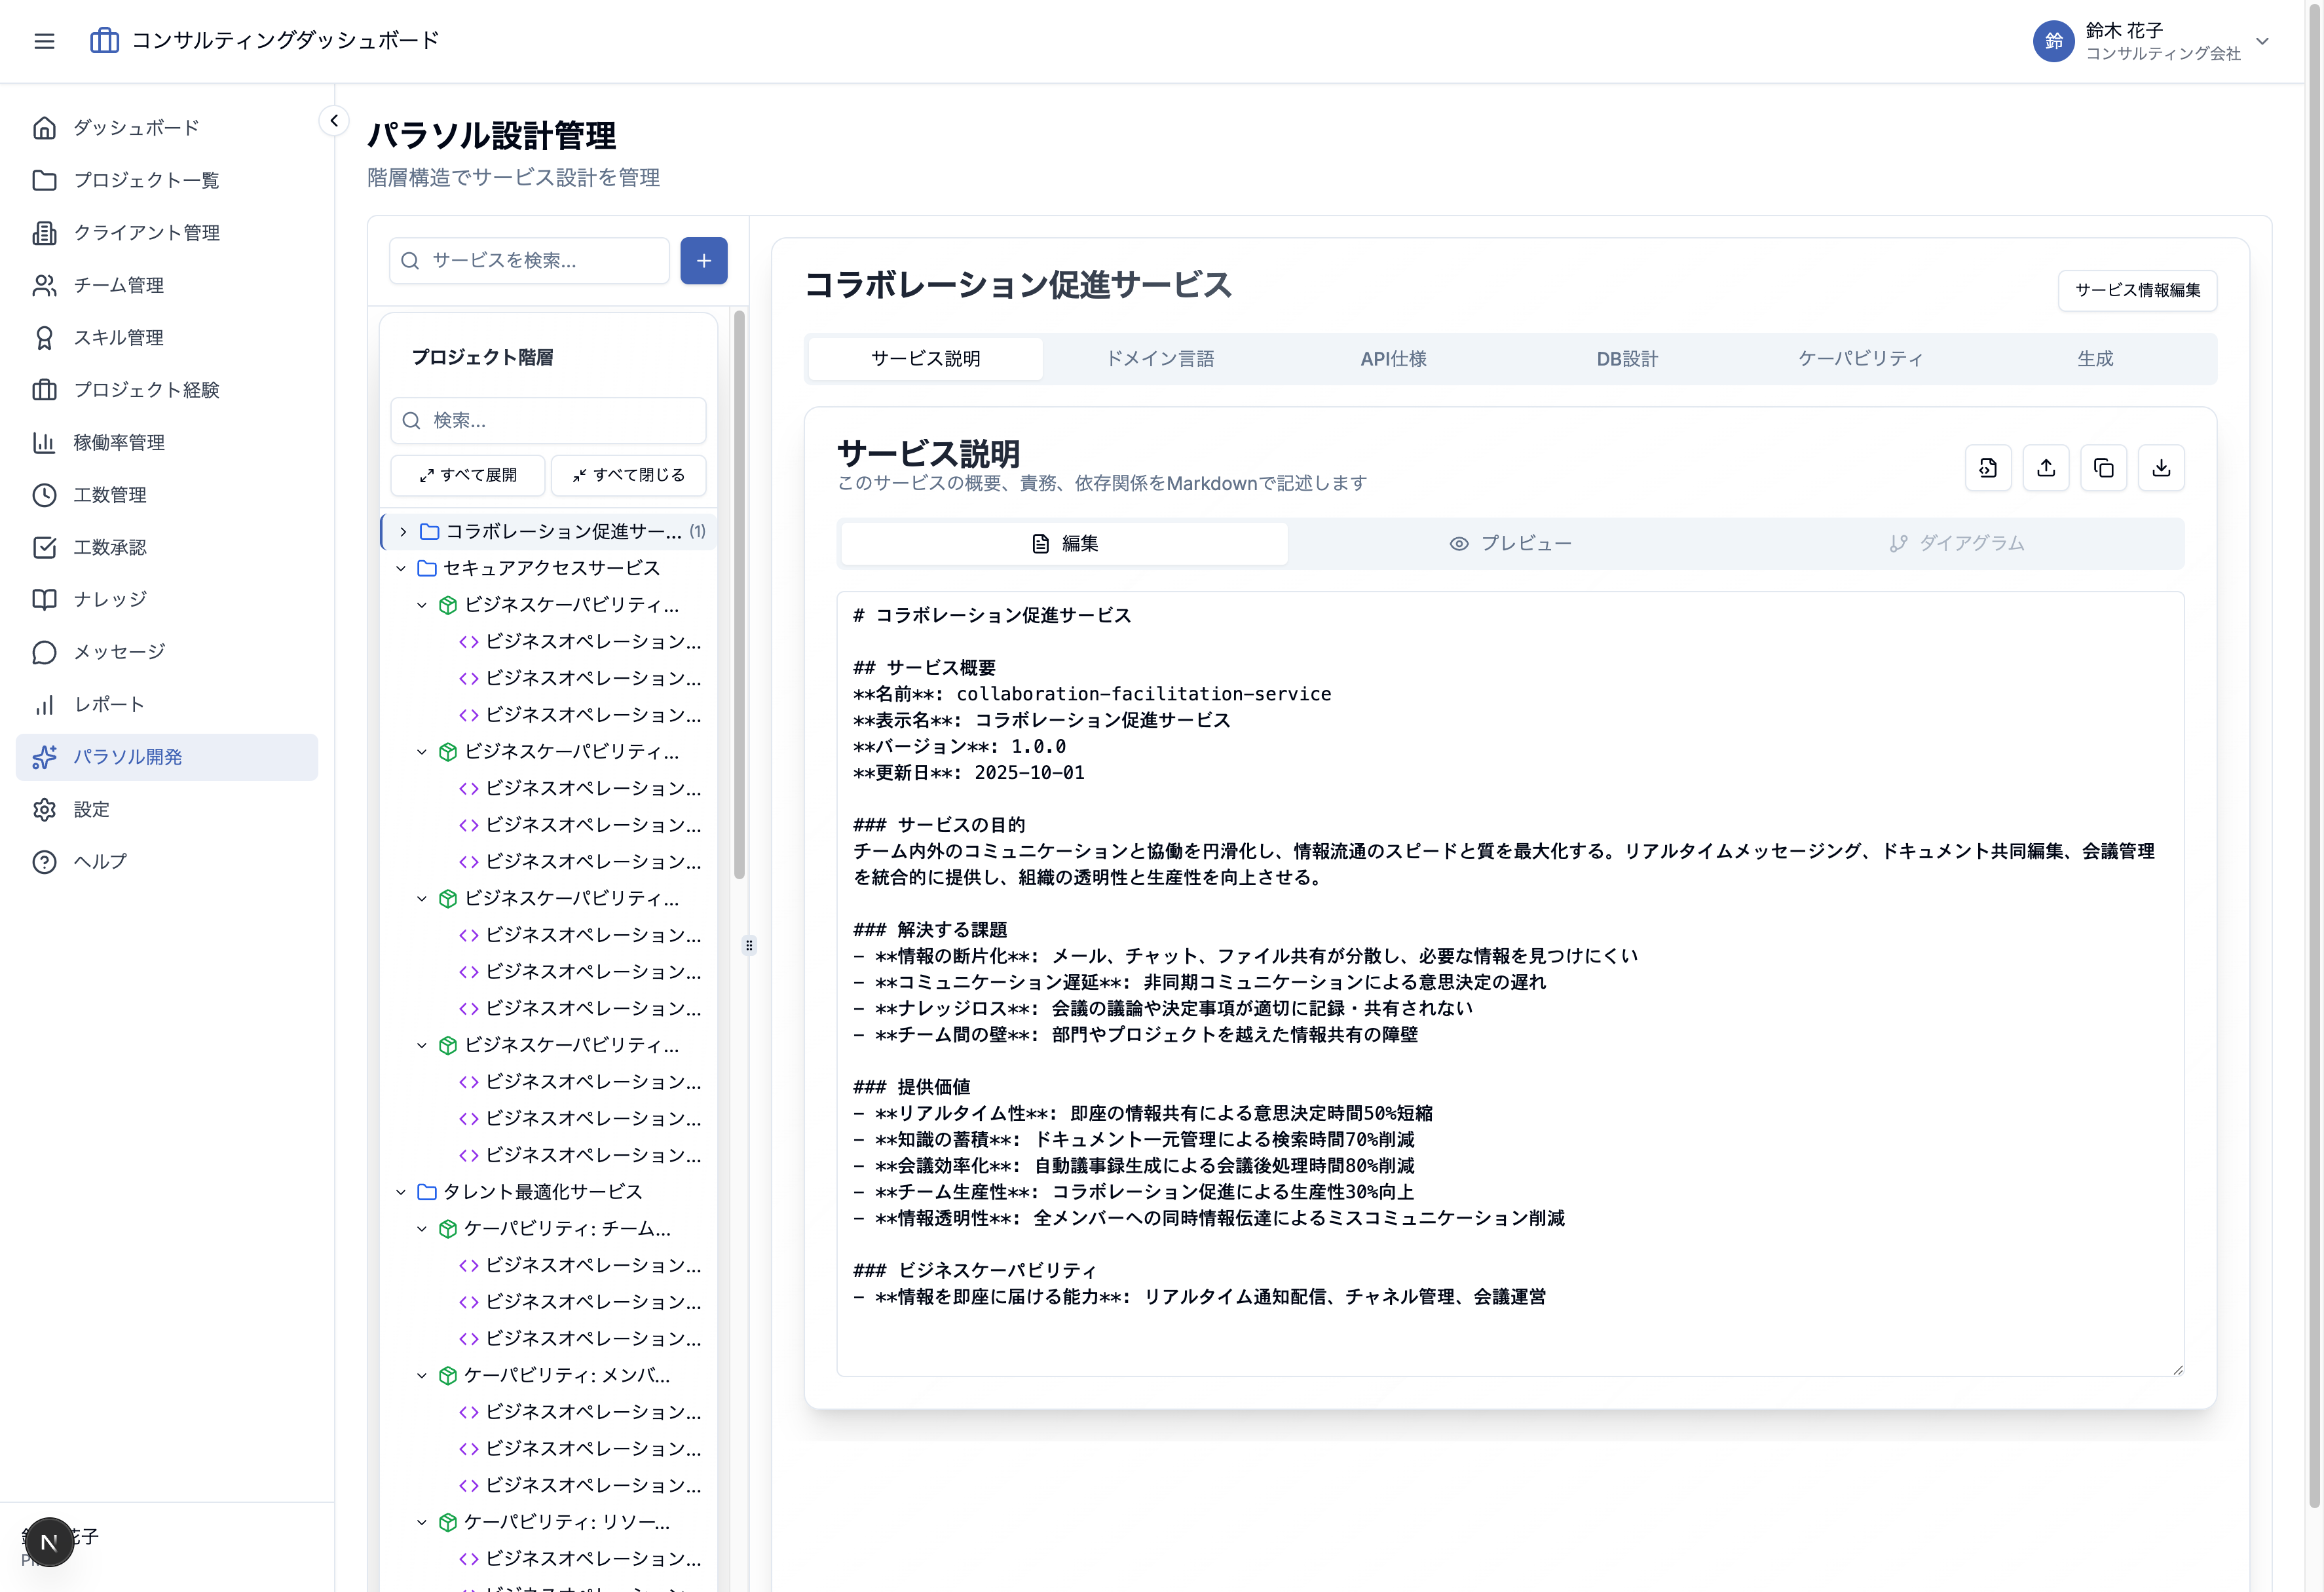 コンサルティングダッシュボード
鈴
鈴木 花子
コンサルティング会社
ダッシュボード
プロジェクト一覧
クライアント管理
チーム管理
スキル管理
プロジェクト経験
稼働率管理
工数管理
工数承認
ナレッジ
メッセージ
レポート
パラソル開発
設定
ヘルプ
花子
N
パラソル設計管理
階層構造でサービス設計を管理
サービスを検索...
プロジェクト階層
検索...
すべて展開
すべて閉じる
コラボレーション促進サー... (1)
セキュアアクセスサービス
ビジネスケーパビリティ...
ビジネスオペレーション...
ビジネスオペレーション...
ビジネスオペレーション...
ビジネスケーパビリティ...
ビジネスオペレーション...
ビジネスオペレーション...
ビジネスオペレーション...
ビジネスケーパビリティ...
ビジネスオペレーション...
ビジネスオペレーション...
ビジネスオペレーション...
ビジネスケーパビリティ...
ビジネスオペレーション...
ビジネスオペレーション...
ビジネスオペレーション...
タレント最適化サービス
ケーパビリティ: チーム...
ビジネスオペレーション...
ビジネスオペレーション...
ビジネスオペレーション...
ケーパビリティ: メンバ...
ビジネスオペレーション...
ビジネスオペレーション...
ビジネスオペレーション...
ケーパビリティ: リソー...
ビジネスオペレーション...
コラボレーション促進サービス
サービス情報編集
サービス説明
ドメイン言語
API仕様
DB設計
ケーパビリティ
生成
サービス説明
このサービスの概要、責務、依存関係をMarkdownで記述します
編集
プレビュー
ダイアグラム
# コラボレーション促進サービス
## サービス概要
**名前**: collaboration-facilitation-service
**表示名**: コラボレーション促進サービス
**バージョン**: 1.0.0
**更新日**: 2025-10-01
### サービスの目的
チーム内外のコミュニケーションと協働を円滑化し、情報流通のスピードと質を最大化する。リアルタイムメッセージング、ドキュメント共同編集、会議管理
を統合的に提供し、組織の透明性と生産性を向上させる。
### 解決する課題
- **情報の断片化**: メール、チャット、ファイル共有が分散し、必要な情報を見つけにくい
- **コミュニケーション遅延**: 非同期コミュニケーションによる意思決定の遅れ
- **ナレッジロス**: 会議の議論や決定事項が適切に記録・共有されない
- **チーム間の壁**: 部門やプロジェクトを越えた情報共有の障壁
### 提供価値
- **リアルタイム性**: 即座の情報共有による意思決定時間50%短縮
- **知識の蓄積**: ドキュメント一元管理による検索時間70%削減
- **会議効率化**: 自動議事録生成による会議後処理時間80%削減
- **チーム生産性**: コラボレーション促進による生産性30%向上
- **情報透明性**: 全メンバーへの同時情報伝達によるミスコミュニケーション削減
### ビジネスケーパビリティ
- **情報を即座に届ける能力**: リアルタイム通知配信、チャネル管理、会議運営